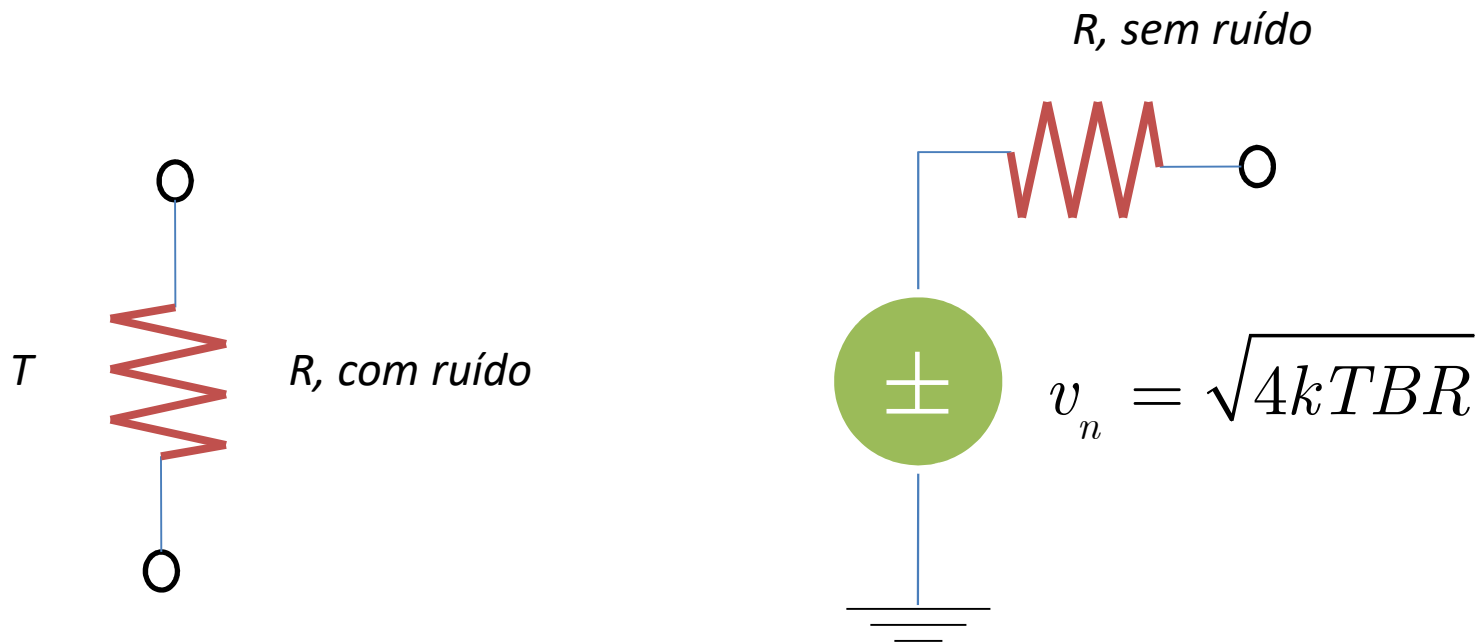 R, sem ruído
T
R, com ruído
±
v_n = √4kTBR